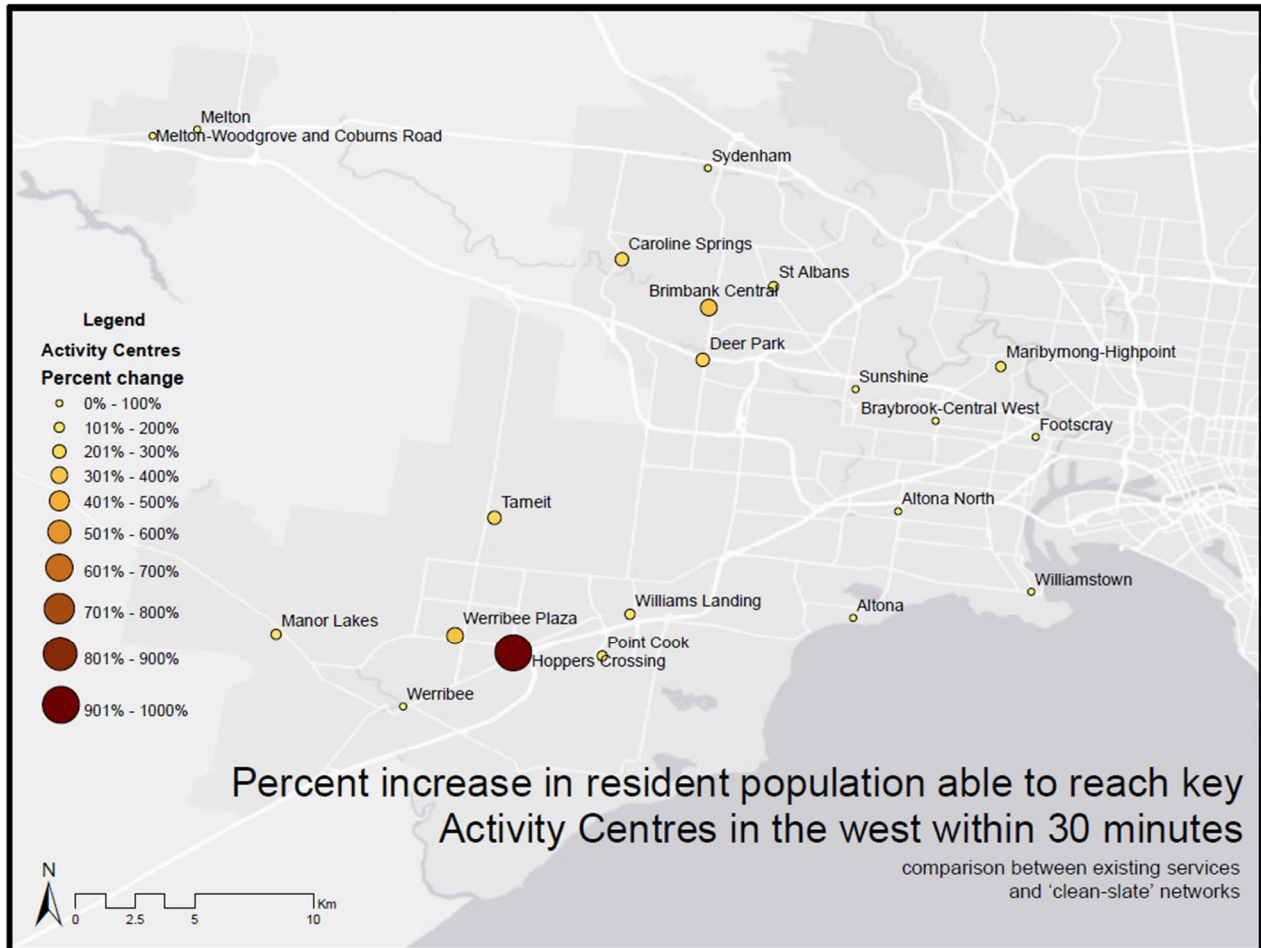 Melton
Melton-Woodgrove and Coburns Road
Sydenham
Caroline Springs
St Albans
Brimbank Central
Deer Park
Maribyrnong-Highpoint
Sunshine
Braybrook-Central West
Footscray
Altona North
Tarneit
Williamstown
Williams Landing
Altona
Manor Lakes
Werribee Plaza
Point Cook
Hoppers Crossing
Werribee
Legend
Activity Centres
Percent change
0% - 100%
101% - 200%
201% - 300%
301% - 400%
401% - 500%
501% - 600%
601% - 700%
701% - 800%
801% - 900%
901% - 1000%
Percent increase in resident population able to reach key
Activity Centres in the west within 30 minutes
comparison between existing services
and ‘clean-slate’ networks
N
Km
0 2.5 5 10